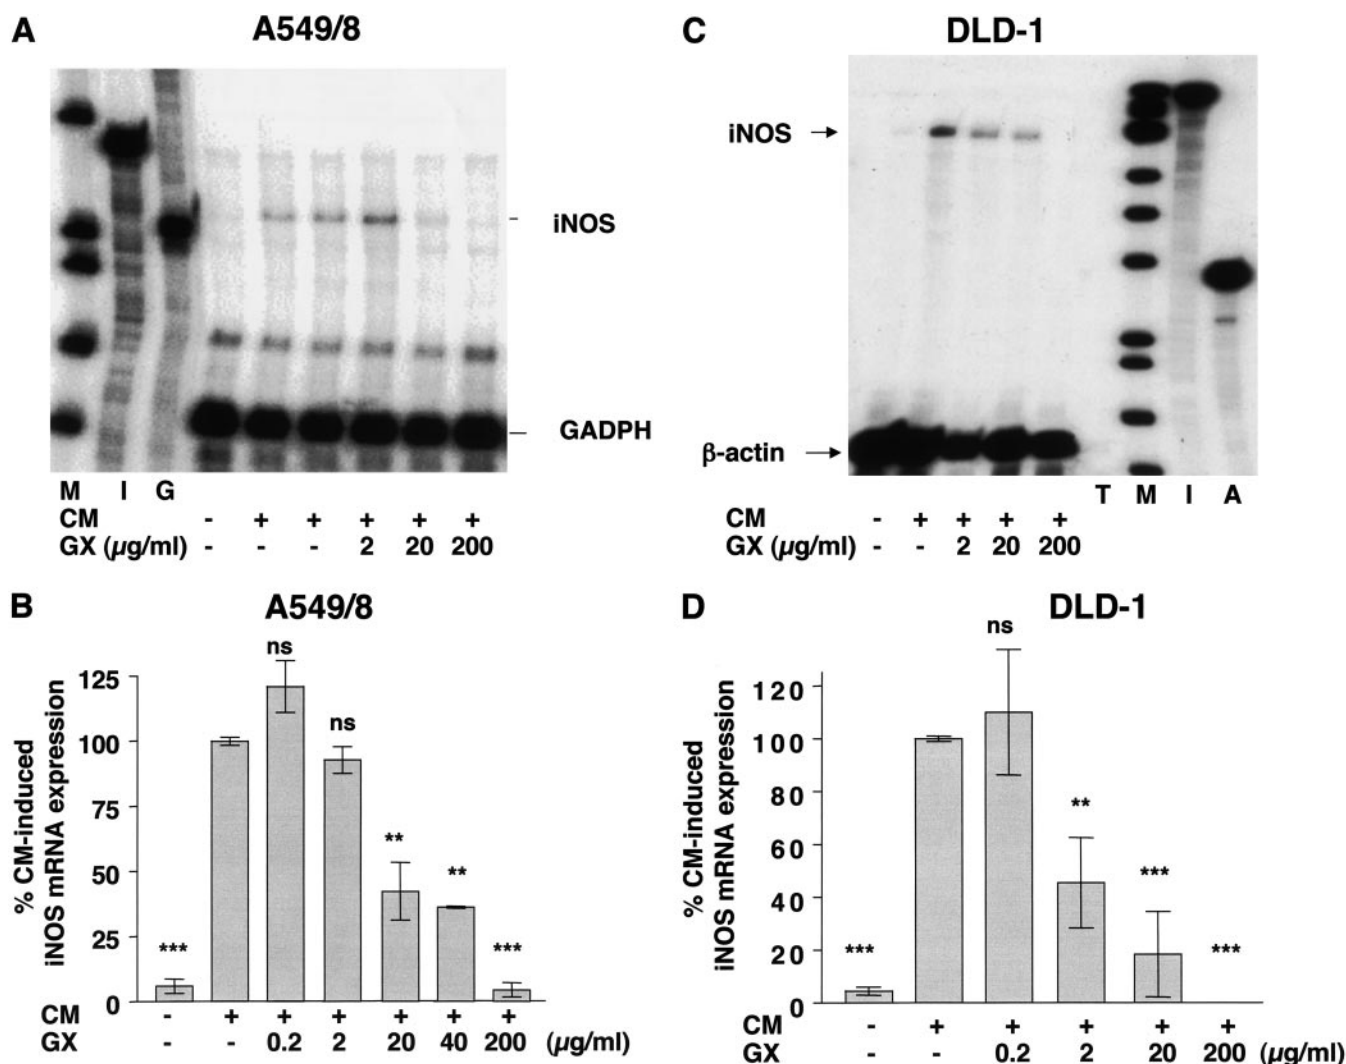 A
A549/8
iNOS
GADPH
M I G
CM - + + + + +
GX (µg/ml) - - - 2 20 200
C
DLD-1
iNOS
β-actin
T M I A
CM - + + + +
GX (µg/ml) - - 2 20 200
B
A549/8
% CM-induced
iNOS mRNA expression
125
100
75
50
25
0
***
ns
ns
**
**
***
CM - + + + + + +
GX - - 0.2 2 20 40 200 (µg/ml)
D
DLD-1
% CM-induced
iNOS mRNA expression
120
100
80
60
40
20
0
***
ns
**
***
***
CM - + + + + +
GX - - 0.2 2 20 200 (µg/ml)